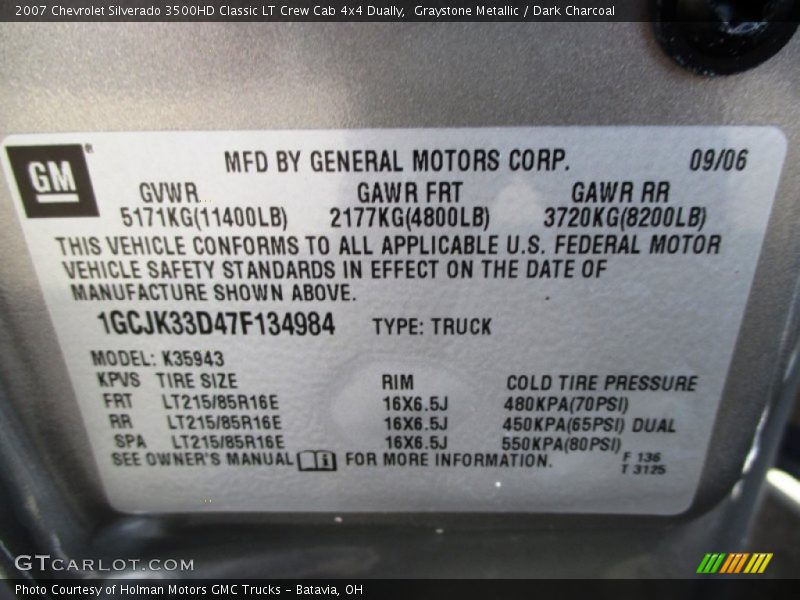 2007 Chevrolet Silverado 3500HD Classic LT Crew Cab 4x4 Dually, Graystone Metallic / Dark Charcoal
GM®
MFD BY GENERAL MOTORS CORP. 09/06
GVWR GAWR FRT GAWR RR
5171KG(11400LB) 2177KG(4800LB) 3720KG(8200LB)
THIS VEHICLE CONFORMS TO ALL APPLICABLE U.S. FEDERAL MOTOR
VEHICLE SAFETY STANDARDS IN EFFECT ON THE DATE OF
MANUFACTURE SHOWN ABOVE.
1GCJK33D47F134984 TYPE: TRUCK
MODEL: K35943
KPVS TIRE SIZE RIM COLD TIRE PRESSURE
FRT LT215/85R16E 16X6.5J 480KPA(70PSI)
RR LT215/85R16E 16X6.5J 450KPA(65PSI) DUAL
SPA LT215/85R16E 16X6.5J 550KPA(80PSI)
SEE OWNER'S MANUAL FOR MORE INFORMATION. F 136
T 3125
GTCARLOT.COM
Photo Courtesy of Holman Motors GMC Trucks – Batavia, OH